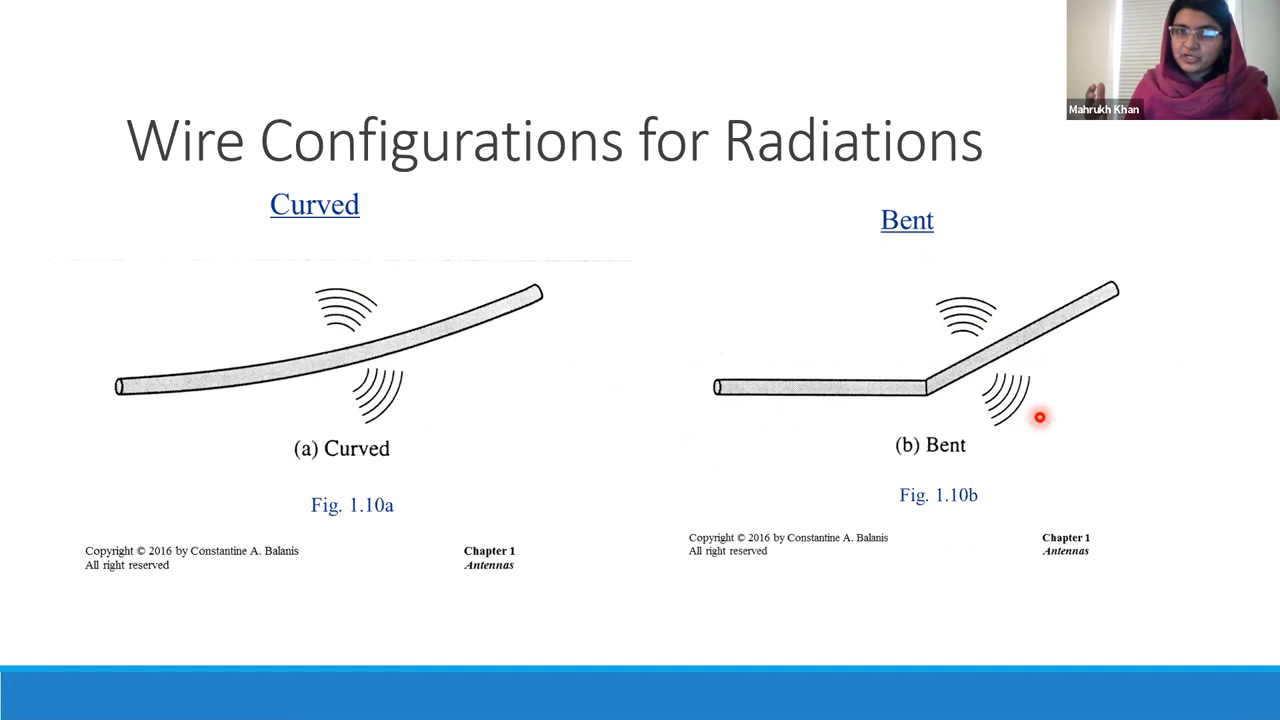 Mahrukh Khan
Wire Configurations for Radiations
Curved
Bent
(a) Curved
(b) Bent
Fig. 1.10a
Fig. 1.10b
Copyright © 2016 by Constantine A. Balanis
All right reserved
Chapter 1
Antennas
Copyright © 2016 by Constantine A. Balanis
All right reserved
Chapter 1
Antennas